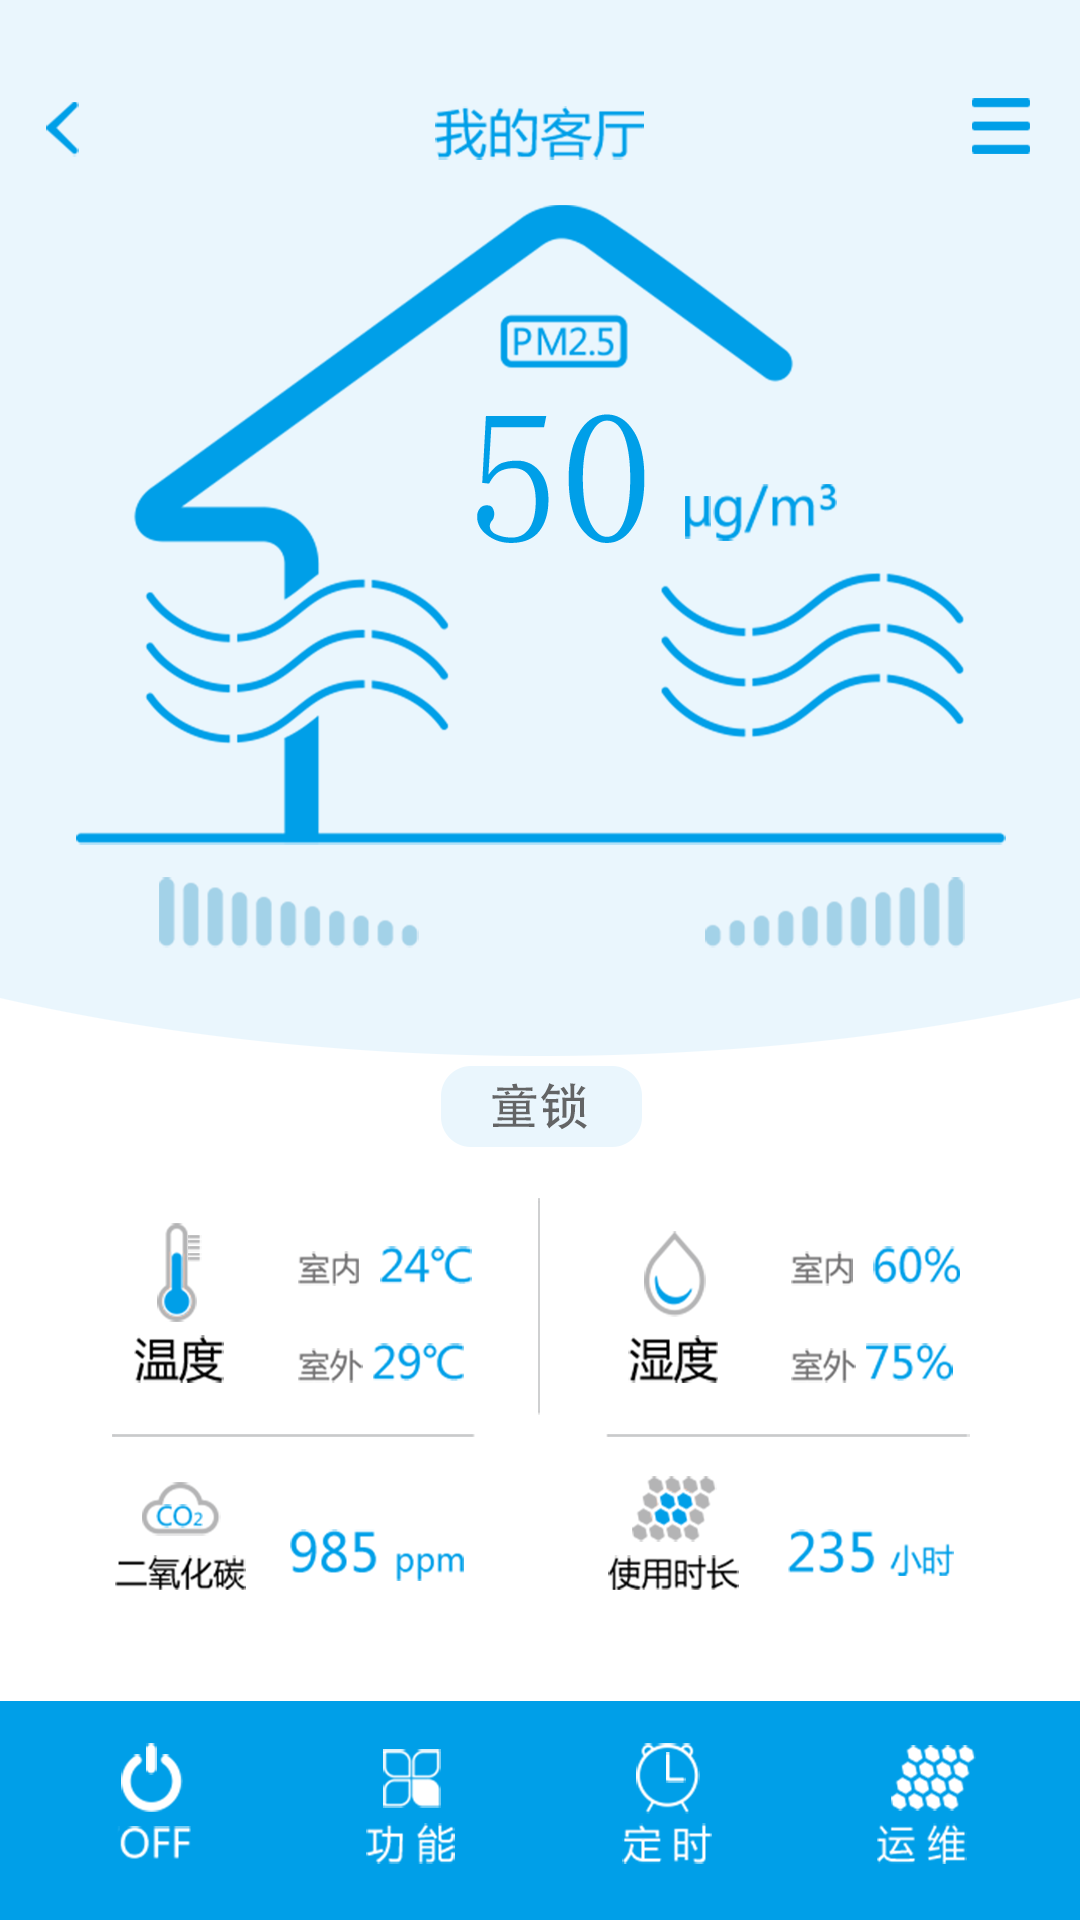 我的客厅
PM2.5
50 μg/m³
童锁
室内 24℃
温度
室外 29℃
室内 60%
湿度
室外 75%
CO₂
二氧化碳
985 ppm
使用时长
235 小时
OFF
功能
定时
运维